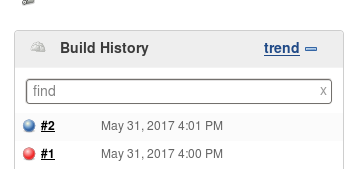 Build History trend
find x
#2 May 31, 2017 4:01 PM
#1 May 31, 2017 4:00 PM